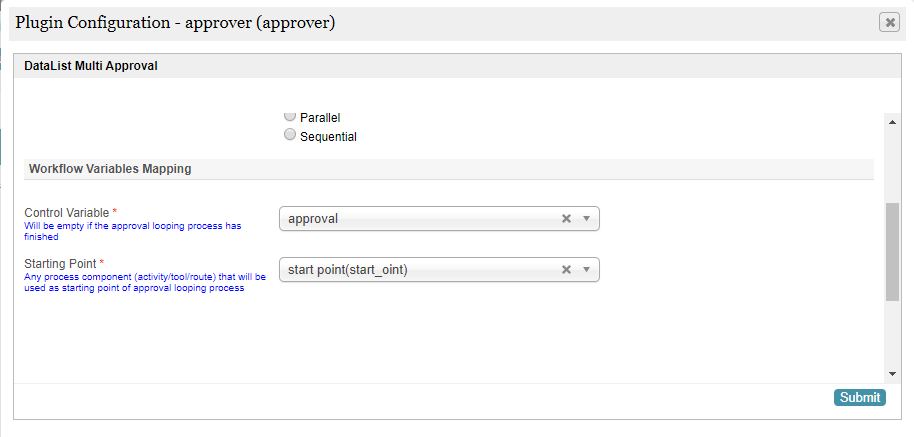 Plugin Configuration - approver (approver)
DataList Multi Approval
Parallel
Sequential
Workflow Variables Mapping
Control Variable *
Will be empty if the approval looping process has
finished
approval
Starting Point *
Any process component (activity/tool/route) that will be
used as starting point of approval looping process
start point(start_oint)
Submit